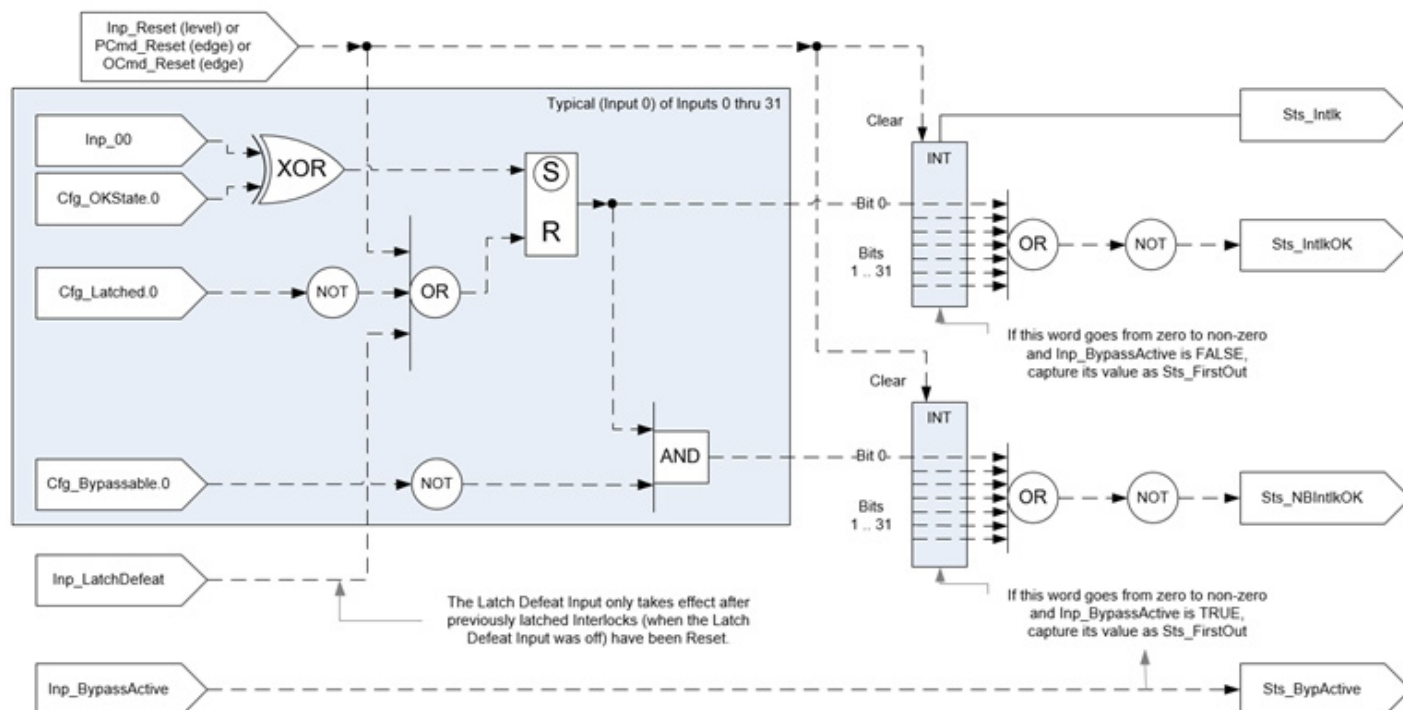 Inp_Reset (level) or
PCmd_Reset (edge) or
OCmd_Reset (edge)
Typical (Input 0) of Inputs 0 thru 31
Inp_00
Cfg_OKState.0
XOR
S
R
Cfg_Latched.0
NOT
OR
Cfg_Bypassable.0
NOT
AND
Clear
INT
Bit 0
Bits
1 .. 31
OR
NOT
Sts_Intlk
Sts_IntlkOK
If this word goes from zero to non-zero
and Inp_BypassActive is FALSE,
capture its value as Sts_FirstOut
Clear
INT
Bit 0
Bits
1 .. 31
OR
NOT
Sts_NBIntlkOK
If this word goes from zero to non-zero
and Inp_BypassActive is TRUE,
capture its value as Sts_FirstOut
Inp_LatchDefeat
The Latch Defeat Input only takes effect after
previously latched Interlocks (when the Latch
Defeat Input was off) have been Reset.
Inp_BypassActive
Sts_BypActive